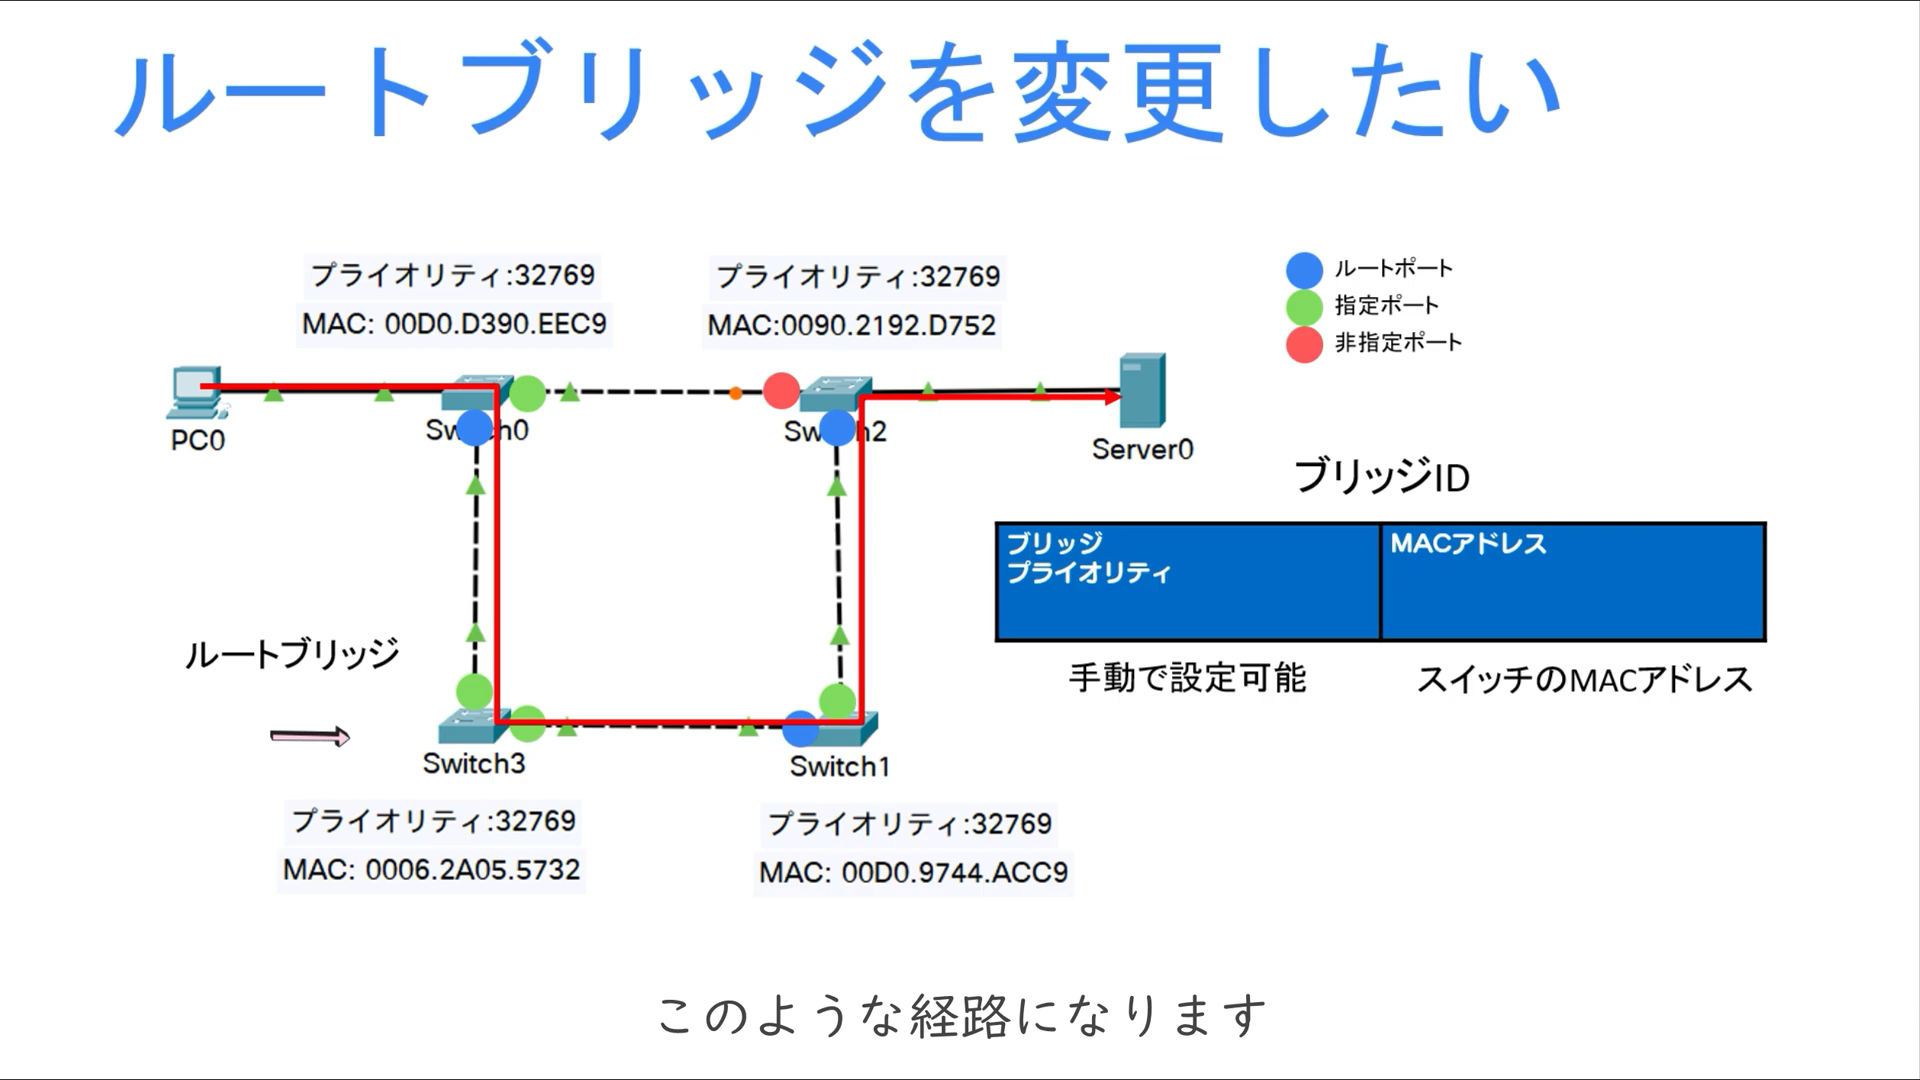 ルートブリッジを変更したい
プライオリティ:32769
MAC: 00D0.D390.EEC9
プライオリティ:32769
MAC:0090.2192.D752
ルートポート
指定ポート
非指定ポート
PC0
Switch0
Switch2
Server0
ブリッジID
ブリッジ
プライオリティ
MACアドレス
手動で設定可能
スイッチのMACアドレス
ルートブリッジ
Switch3
Switch1
プライオリティ:32769
MAC: 0006.2A05.5732
プライオリティ:32769
MAC: 00D0.9744.ACC9
このような経路になります